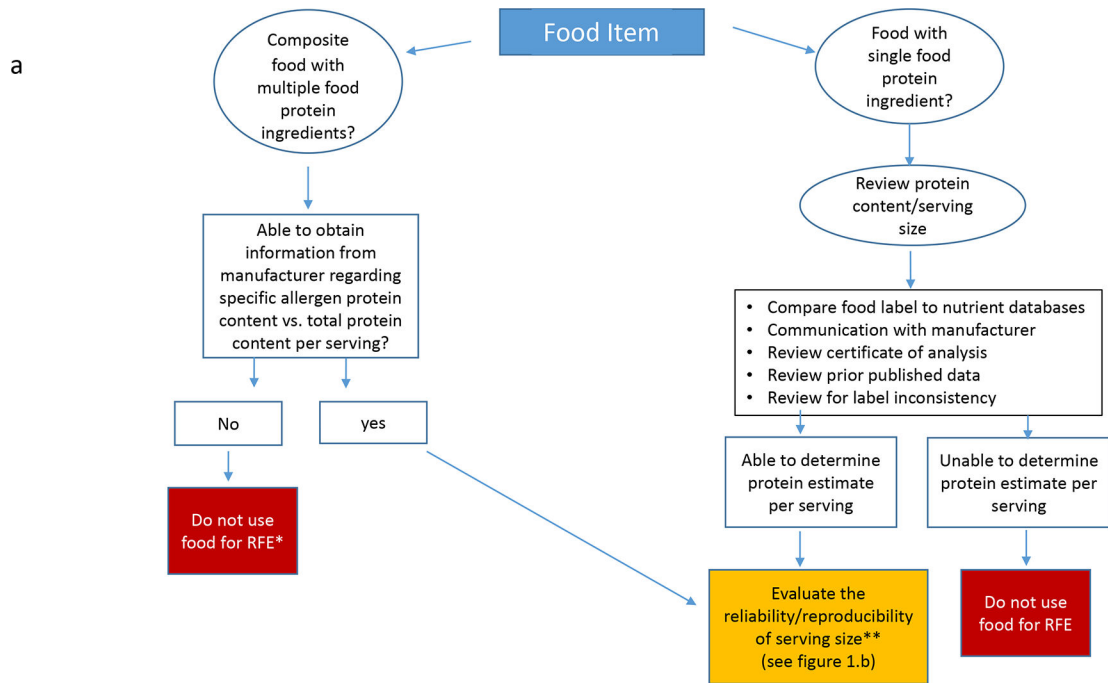 a
Food Item
Composite
food with
multiple food
protein
ingredients?
Food with
single food
protein
ingredient?
Review protein
content/serving
size
Able to obtain
information from
manufacturer regarding
specific allergen protein
content vs. total protein
content per serving?
• Compare food label to nutrient databases
• Communication with manufacturer
• Review certificate of analysis
• Review prior published data
• Review for label inconsistency
No
yes
Able to determine
protein estimate
per serving
Unable to determine
protein estimate per
serving
Do not use
food for RFE*
Evaluate the
reliability/reproducibility
of serving size**
(see figure 1.b)
Do not use
food for RFE